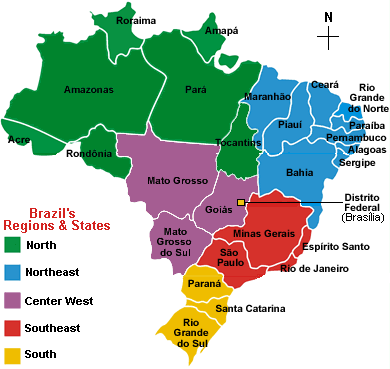 Roraima
Amapá
N
Amazonas
Pará
Maranhão
Ceará
Rio
Grande
do Norte
Piauí
Paraíba
Pernambuco
Alagoas
Sergipe
Acre
Rondônia
Tocantins
Bahia
Mato Grosso
Goiás
Distrito
Federal
(Brasília)
Brazil's
Regions & States
North
Northeast
Center West
Southeast
South
Mato
Grosso
do Sul
Minas Gerais
Espírito Santo
São
Paulo
Rio de Janeiro
Paraná
Santa Catarina
Rio
Grande
do Sul